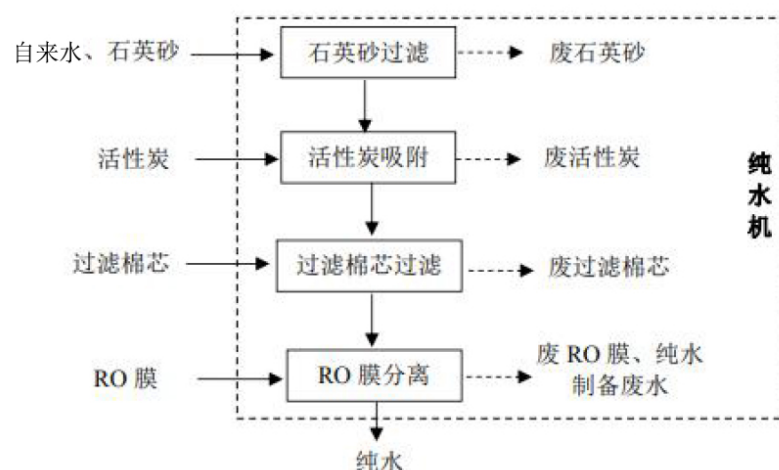 自来水、石英砂
石英砂过滤
废石英砂
活性炭
活性炭吸附
废活性炭
纯水机
过滤棉芯
过滤棉芯过滤
废过滤棉芯
RO 膜
RO 膜分离
废 RO 膜、纯水
制备废水
纯水